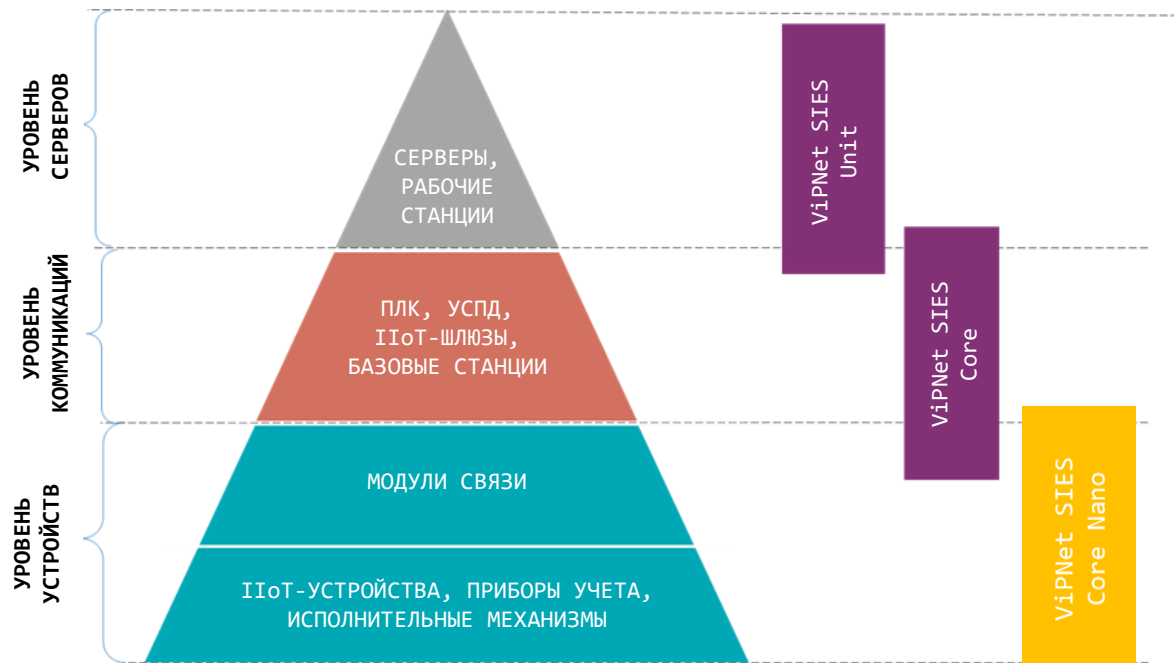 УРОВЕНЬ
СЕРВЕРОВ
СЕРВЕРЫ,
РАБОЧИЕ
СТАНЦИИ
ViPNet SIES
Unit
УРОВЕНЬ
КОММУНИКАЦИЙ
ПЛК, УСПД,
IIoT-ШЛЮЗЫ,
БАЗОВЫЕ СТАНЦИИ
ViPNet SIES
Core
УРОВЕНЬ
УСТРОЙСТВ
МОДУЛИ СВЯЗИ
IIoT-УСТРОЙСТВА, ПРИБОРЫ УЧЕТА,
ИСПОЛНИТЕЛЬНЫЕ МЕХАНИЗМЫ
ViPNet SIES
Core Nano